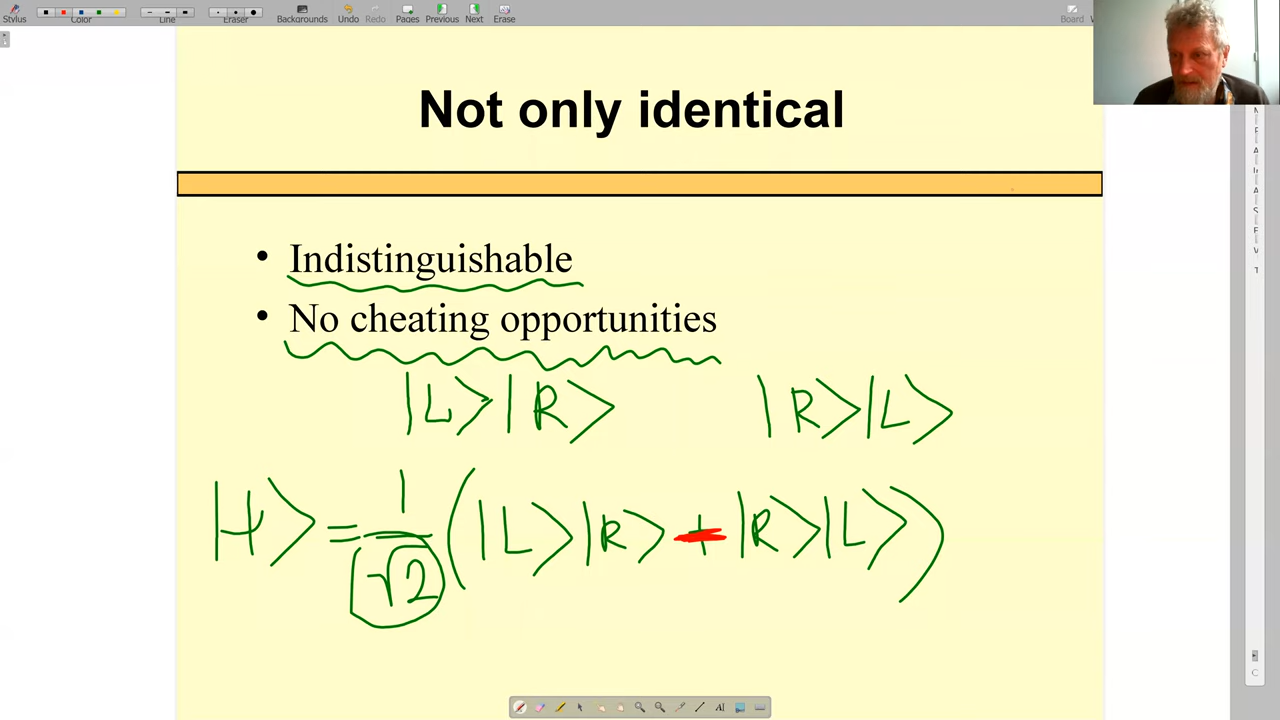 Stylus Color Line Eraser Backgrounds Undo Redo Pages Previous Next Erase Board
Not only identical
• Indistinguishable
• No cheating opportunities
|L>|R> |R>|L>
|Ψ> = 1/√2 (|L>|R> + |R>|L>)